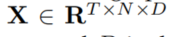 X ∈ R^{T×N×D}